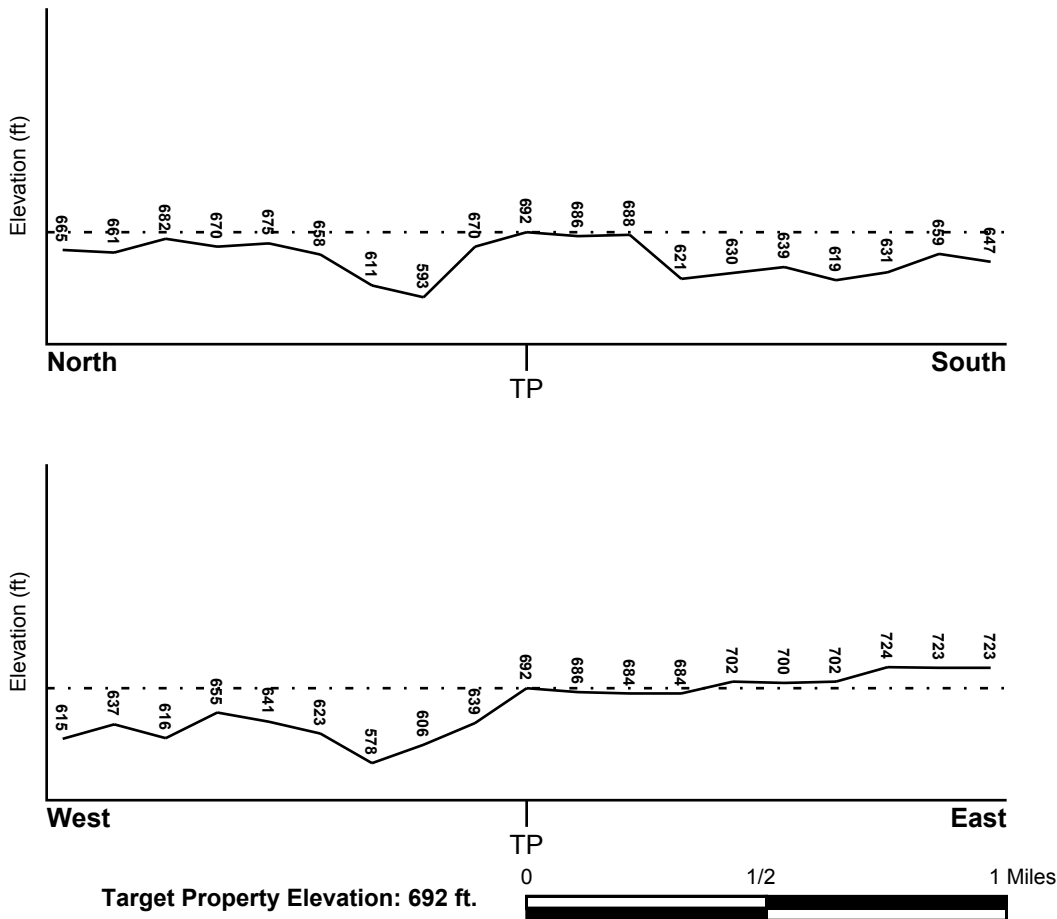 Elevation (ft)
665 661 682 670 675 658 611 593 670 692 686 688 621 630 639 619 631 659 647
North South
TP
Elevation (ft)
615 637 616 655 641 623 578 606 639 692 686 684 684 702 700 702 724 723 723
West East
TP
Target Property Elevation: 692 ft.
0 1/2 1 Miles